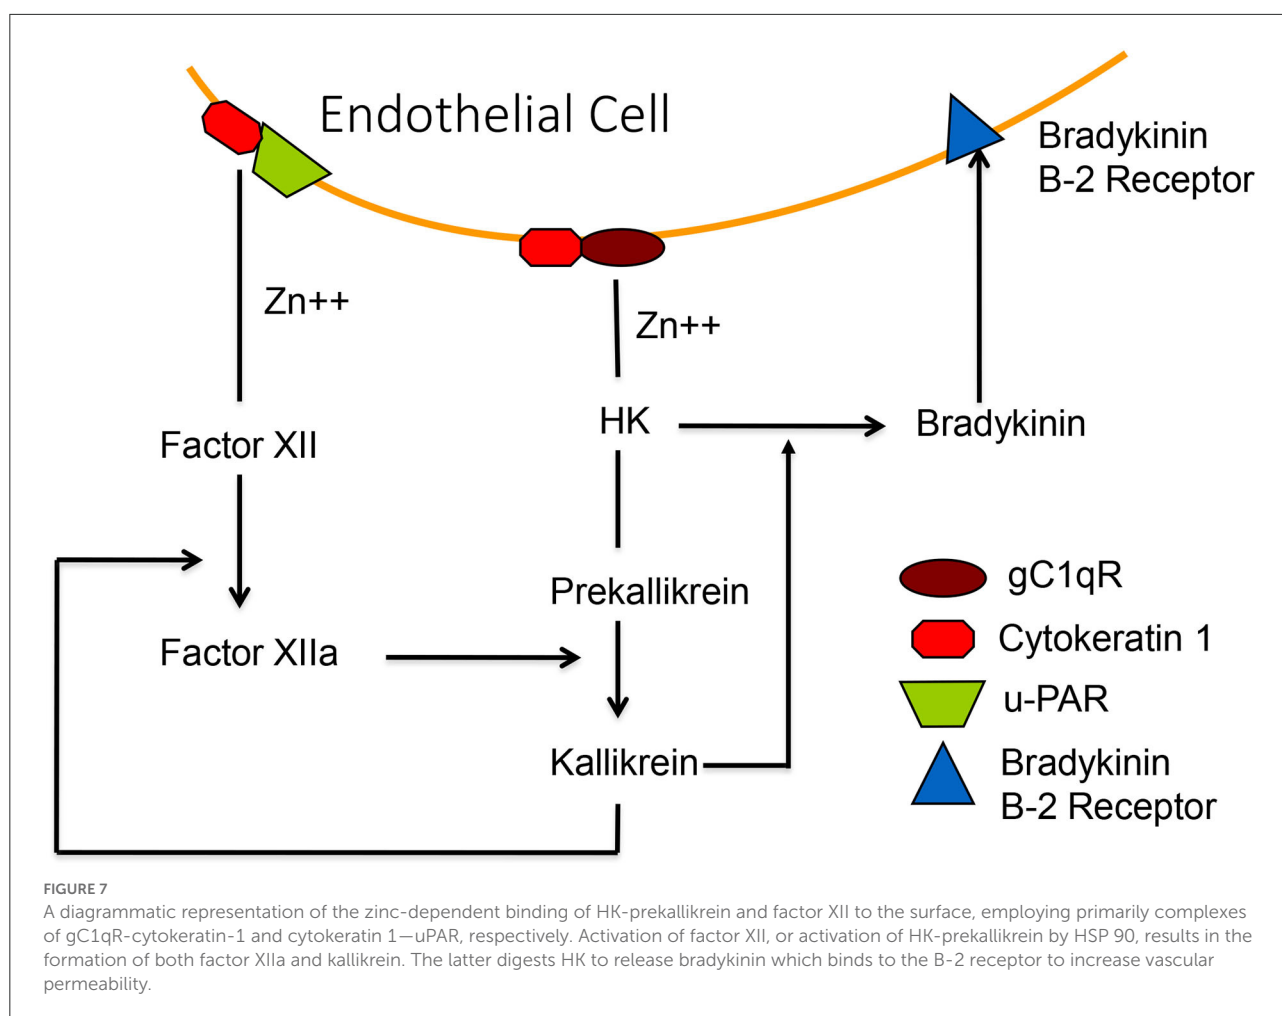 Endothelial Cell
Bradykinin
B-2 Receptor
Zn++
Zn++
Factor XII
HK
Bradykinin
Prekallikrein
Factor XIIa
Kallikrein
gC1qR
Cytokeratin 1
u-PAR
Bradykinin
B-2 Receptor
FIGURE 7
A diagrammatic representation of the zinc-dependent binding of HK-prekallikrein and factor XII to the surface, employing primarily complexes
of gC1qR-cytokeratin-1 and cytokeratin 1—uPAR, respectively. Activation of factor XII, or activation of HK-prekallikrein by HSP 90, results in the
formation of both factor XIIa and kallikrein. The latter digests HK to release bradykinin which binds to the B-2 receptor to increase vascular
permeability.